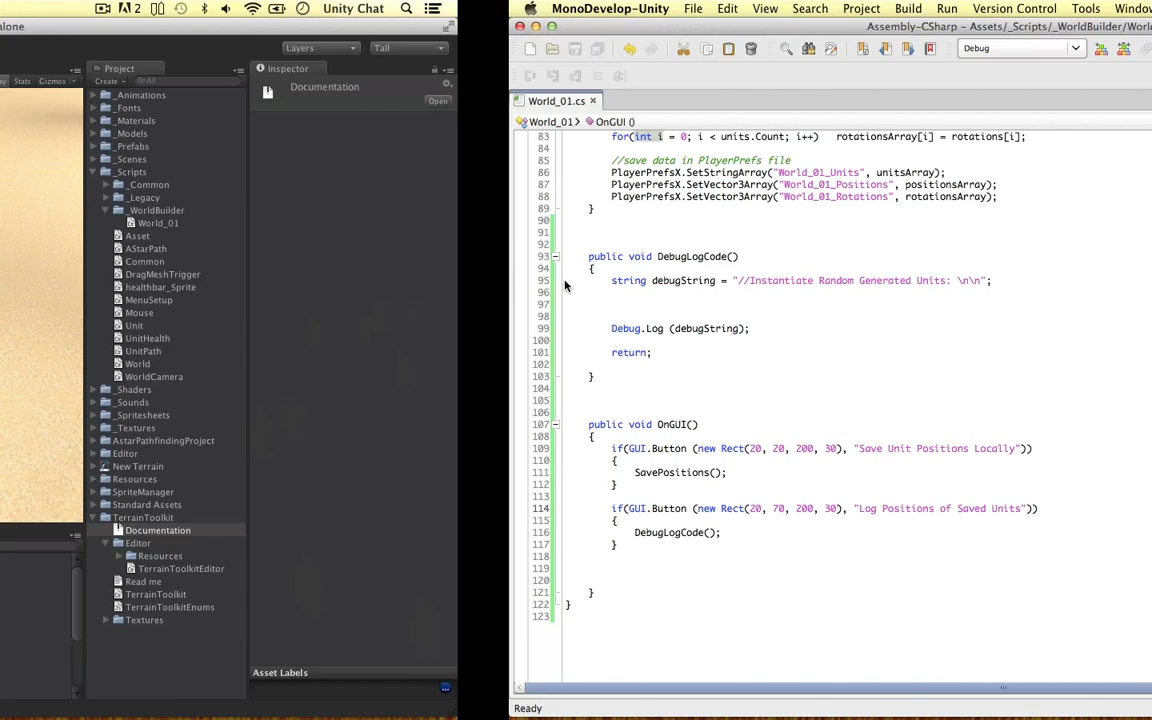 Unity Chat
MonoDevelop-Unity File Edit View Search Project Build Run Version Control Tools
alone
Assembly-CSharp – Assets/_Scripts/_WorldBuilder/Worl
Layers Tall
Debug
Stats Gizmos
Project
Create All
Inspector
Documentation
Open
World_01.cs
World_01 OnGUI ()
_Animations
_Fonts
_Materials
_Models
_Prefabs
_Scenes
_Scripts
_Common
_Legacy
_WorldBuilder
World_01
Asset
AStarPath
Common
DragMeshTrigger
healthbar_Sprite
MenuSetup
Mouse
Unit
UnitHealth
UnitPath
World
WorldCamera
_Shaders
_Sounds
_Spritesheets
_Textures
AstarPathfindingProject
Editor
New Terrain
Resources
SpriteManager
Standard Assets
TerrainToolkit
Documentation
Editor
Resources
TerrainToolkitEditor
Read me
TerrainToolkit
TerrainToolkitEnums
Textures
Asset Labels
83 for(int i = 0; i < units.Count; i++) rotationsArray[i] = rotations[i];
84
85 //save data in PlayerPrefs file
86 PlayerPrefsX.SetStringArray("World_01_Units", unitsArray);
87 PlayerPrefsX.SetVector3Array("World_01_Positions", positionsArray);
88 PlayerPrefsX.SetVector3Array("World_01_Rotations", rotationsArray);
89 }
90
91
92
93 public void DebugLogCode()
94 {
95 string debugString = "//Instantiate Random Generated Units: \n\n";
96
97
98
99 Debug.Log (debugString);
100
101 return;
102
103 }
104
105
106
107 public void OnGUI()
108 {
109 if(GUI.Button (new Rect(20, 20, 200, 30), "Save Unit Positions Locally"))
110 {
111 SavePositions();
112 }
113
114 if(GUI.Button (new Rect(20, 70, 200, 30), "Log Positions of Saved Units"))
115 {
116 DebugLogCode();
117 }
118
119
120
121 }
122 }
123
Ready